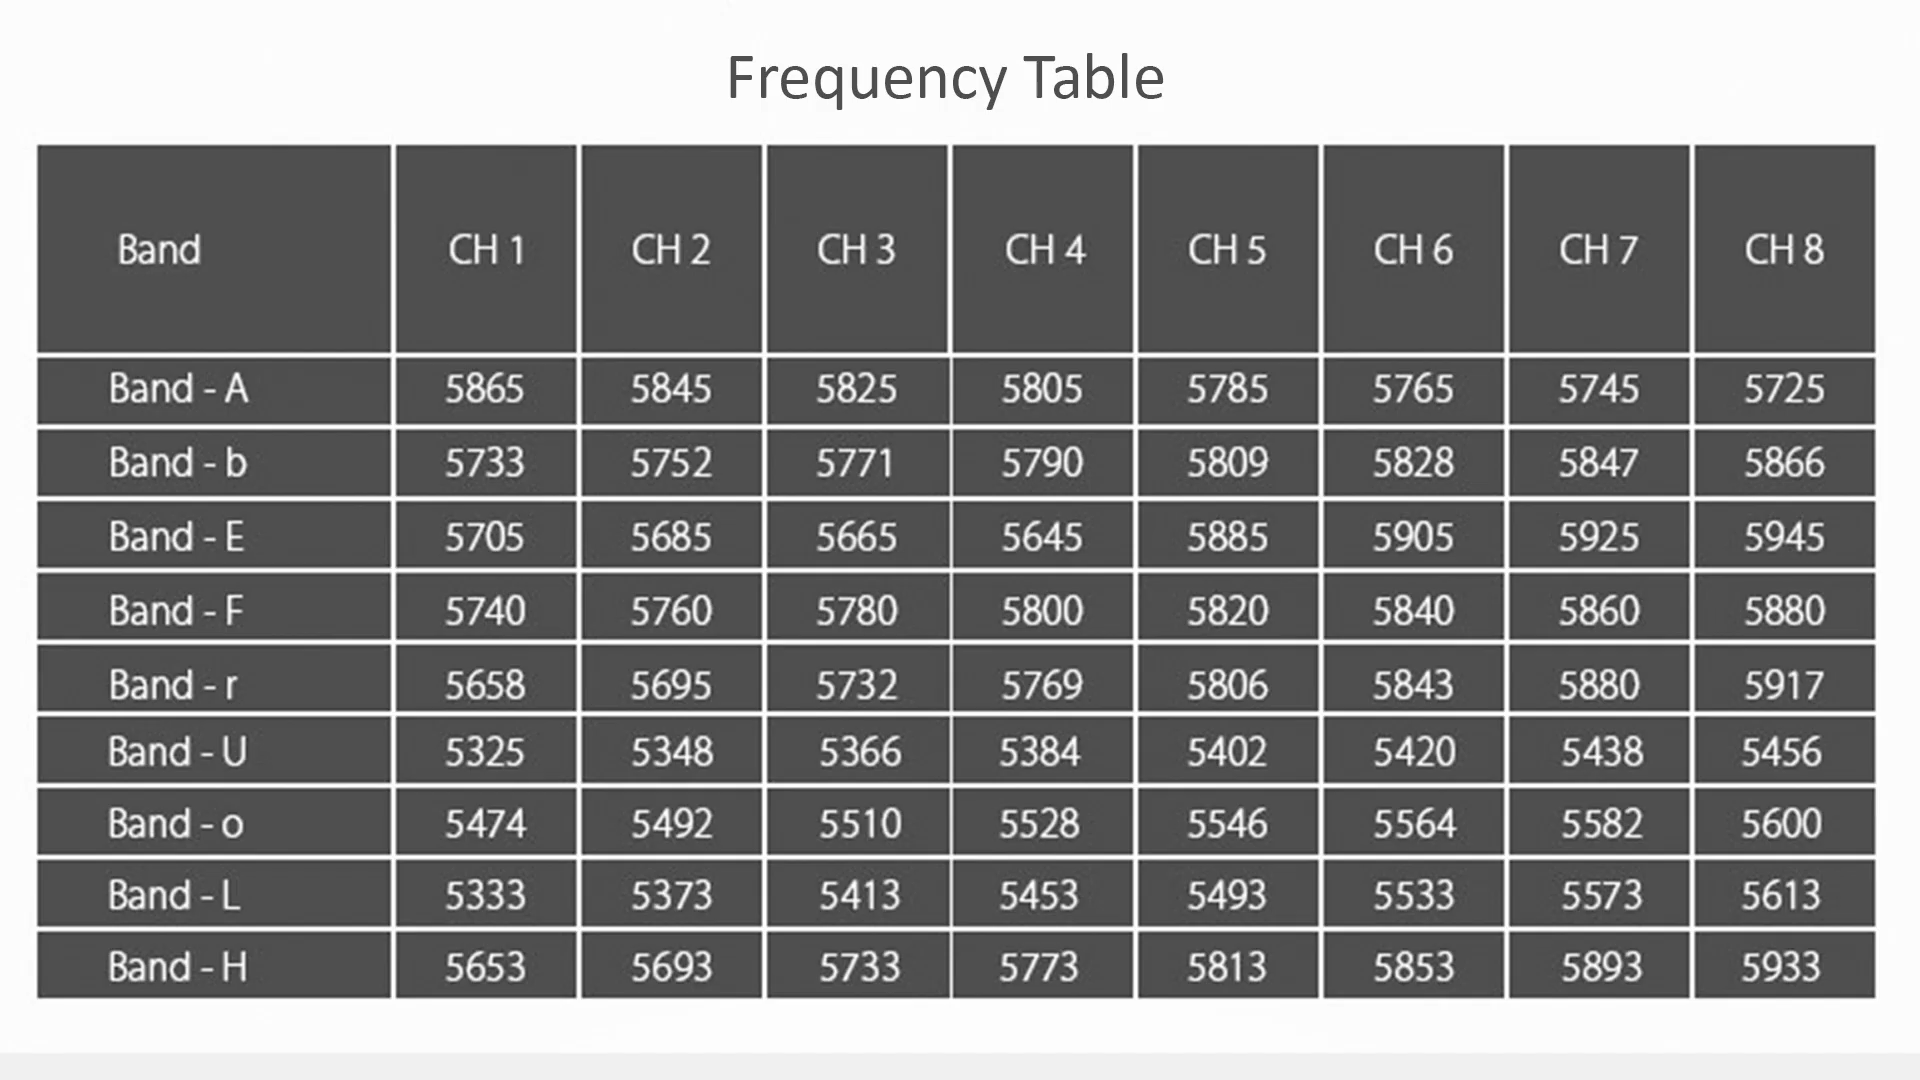 Frequency Table
Band CH 1 CH 2 CH 3 CH 4 CH 5 CH 6 CH 7 CH 8
Band - A 5865 5845 5825 5805 5785 5765 5745 5725
Band - b 5733 5752 5771 5790 5809 5828 5847 5866
Band - E 5705 5685 5665 5645 5885 5905 5925 5945
Band - F 5740 5760 5780 5800 5820 5840 5860 5880
Band - r 5658 5695 5732 5769 5806 5843 5880 5917
Band - U 5325 5348 5366 5384 5402 5420 5438 5456
Band - o 5474 5492 5510 5528 5546 5564 5582 5600
Band - L 5333 5373 5413 5453 5493 5533 5573 5613
Band - H 5653 5693 5733 5773 5813 5853 5893 5933